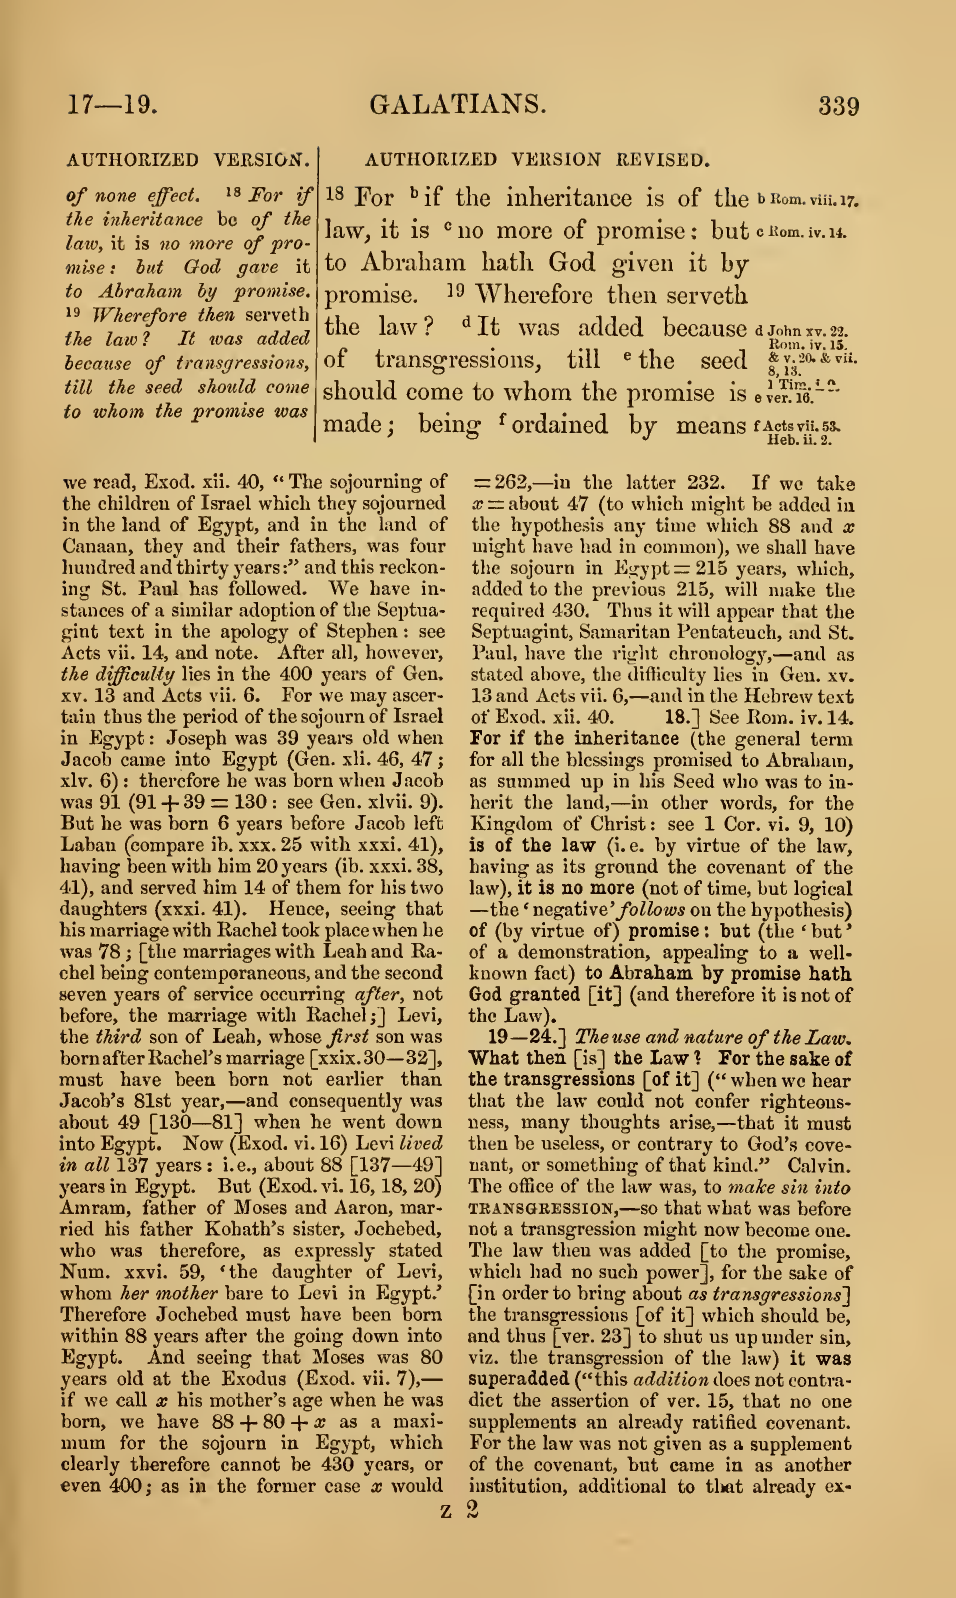 17—19.
GALATIANS.
339
AUTHORIZED VERSION.
of none effect. 18 For if
the inheritance be of the
law, it is no more of pro-
mise: but God gave it
to Abraham by promise.
19 Wherefore then serveth
the law? It was added
because of transgressions,
till the seed should come
to whom the promise was
AUTHORIZED VERSION REVISED.
18 For b if the inheritance is of the
law, it is c no more of promise: but
to Abraham hath God given it by
promise. 19 Wherefore then serveth
the law? d It was added because
of transgressions, till e the seed
should come to whom the promise is
made; being f ordained by means
b Rom. viii. 17.
c Rom. iv. 14.
d John xv. 22.
Rom. iv. 15.
& v. 20. & vii.
8, 13.
1 Tim. i
e ver. 16.
f Acts vii. 53.
Heb. ii. 2.
we read, Exod. xii. 40, “The sojourning of
the children of Israel which they sojourned
in the land of Egypt, and in the land of
Canaan, they and their fathers, was four
hundred and thirty years:” and this reckon-
ing St. Paul has followed. We have in-
stances of a similar adoption of the Septua-
gint text in the apology of Stephen: see
Acts vii. 14, and note. After all, however,
the difficulty lies in the 400 years of Gen.
xv. 13 and Acts vii. 6. For we may ascer-
tain thus the period of the sojourn of Israel
in Egypt: Joseph was 39 years old when
Jacob came into Egypt (Gen. xli. 46, 47;
xlv. 6): therefore he was born when Jacob
was 91 (91 + 39 = 130: see Gen. xlvii. 9).
But he was born 6 years before Jacob left
Laban (compare ib. xxx. 25 with xxxi. 41),
having been with him 20 years (ib. xxxi. 38,
41), and served him 14 of them for his two
daughters (xxxi. 41). Hence, seeing that
his marriage with Rachel took place when he
was 78; [the marriages with Leah and Ra-
chel being contemporaneous, and the second
seven years of service occurring after, not
before, the marriage with Rachel;] Levi,
the third son of Leah, whose first son was
born after Rachel’s marriage [xxix. 30—32],
must have been born not earlier than
Jacob’s 81st year,—and consequently was
about 49 [130—81] when he went down
into Egypt. Now (Exod. vi. 16) Levi lived
in all 137 years: i.e., about 88 [137—49]
years in Egypt. But (Exod. vi. 16, 18, 20)
Amram, father of Moses and Aaron, mar-
ried his father Kohath’s sister, Jochebed,
who was therefore, as expressly stated
Num. xxvi. 59, ‘the daughter of Levi,
whom her mother bare to Levi in Egypt.’
Therefore Jochebed must have been born
within 88 years after the going down into
Egypt. And seeing that Moses was 80
years old at the Exodus (Exod. vii. 7),—
if we call x his mother’s age when he was
born, we have 88 + 80 + x as a maxi-
mum for the sojourn in Egypt, which
clearly therefore cannot be 430 years, or
even 400; as in the former case x would
= 262,—in the latter 232. If we take
x = about 47 (to which might be added in
the hypothesis any time which 88 and x
might have had in common), we shall have
the sojourn in Egypt = 215 years, which,
added to the previous 215, will make the
required 430. Thus it will appear that the
Septuagint, Samaritan Pentateuch, and St.
Paul, have the right chronology,—and as
stated above, the difficulty lies in Gen. xv.
13 and Acts vii. 6,—and in the Hebrew text
of Exod. xii. 40. 18.] See Rom. iv. 14.
For if the inheritance (the general term
for all the blessings promised to Abraham,
as summed up in his Seed who was to in-
herit the land,—in other words, for the
Kingdom of Christ: see 1 Cor. vi. 9, 10)
is of the law (i. e. by virtue of the law,
having as its ground the covenant of the
law), it is no more (not of time, but logical
—the ‘negative’ follows on the hypothesis)
of (by virtue of) promise: but (the ‘but’
of a demonstration, appealing to a well-
known fact) to Abraham by promise hath
God granted [it] (and therefore it is not of
the Law).
19—24.] The use and nature of the Law.
What then [is] the Law? For the sake of
the transgressions [of it] (“when we hear
that the law could not confer righteous-
ness, many thoughts arise,—that it must
then be useless, or contrary to God’s cove-
nant, or something of that kind.” Calvin.
The office of the law was, to make sin into
TRANSGRESSION,—so that what was before
not a transgression might now become one.
The law then was added [to the promise,
which had no such power], for the sake of
[in order to bring about as transgressions]
the transgressions [of it] which should be,
and thus [ver. 23] to shut us up under sin,
viz. the transgression of the law) it was
superadded (“this addition does not contra-
dict the assertion of ver. 15, that no one
supplements an already ratified covenant.
For the law was not given as a supplement
of the covenant, but came in as another
institution, additional to that already ex-
Z 2